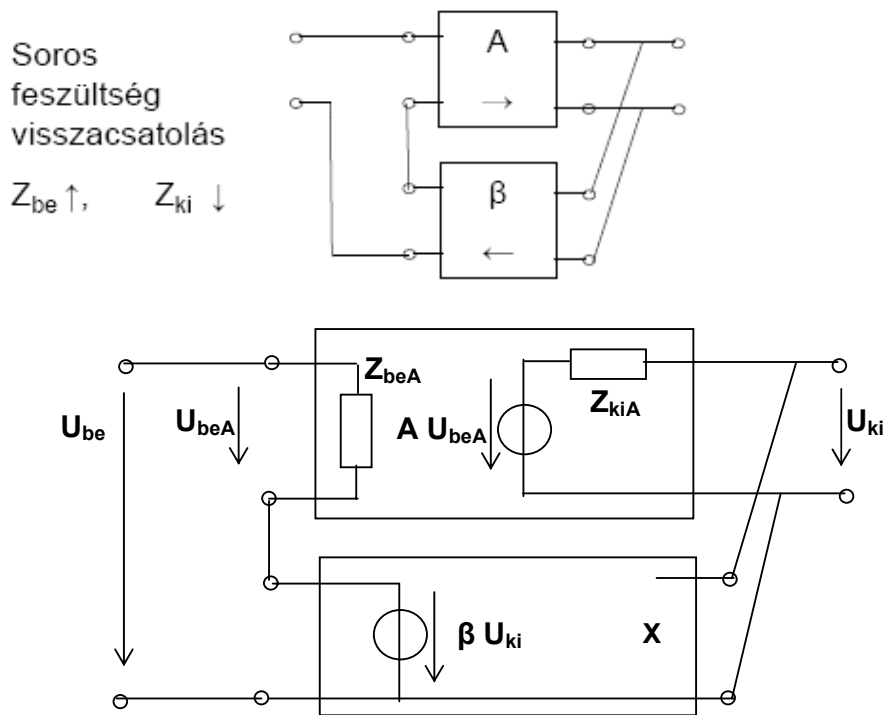 Soros
feszültség
visszacsatolás
Z_be ↑, Z_ki ↓
A
→
β
←
Z_beA
U_be
U_beA
A U_beA
Z_kiA
U_ki
β U_ki
X